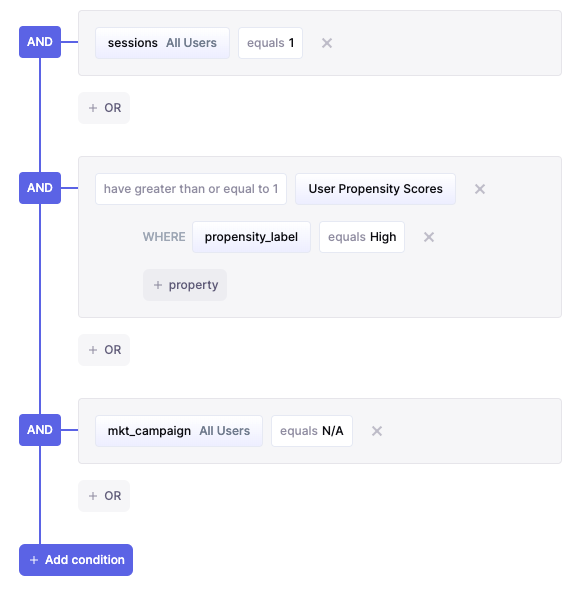 AND sessions All Users equals 1 ×
+ OR
AND have greater than or equal to 1 User Propensity Scores ×
WHERE propensity_label equals High ×
+ property
+ OR
AND mkt_campaign All Users equals N/A ×
+ OR
+ Add condition